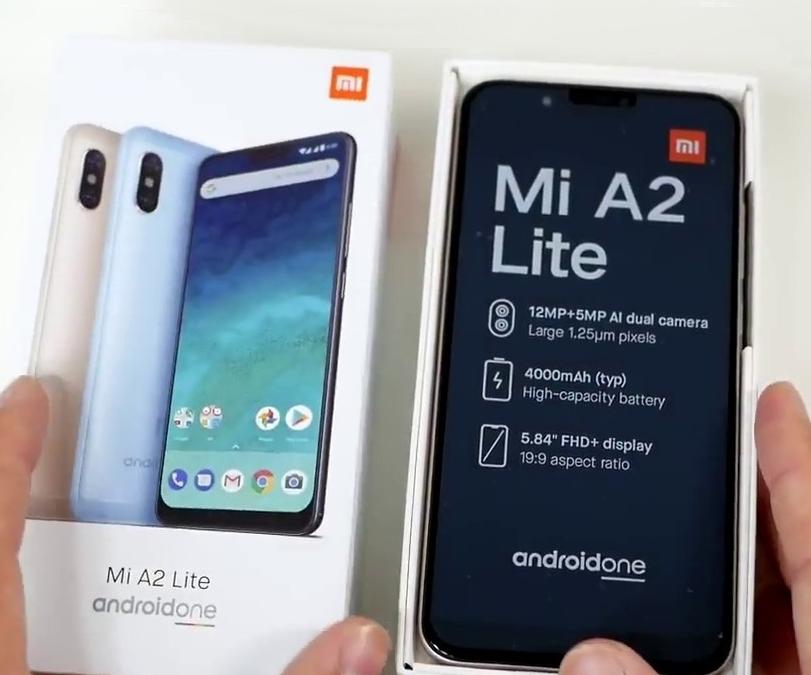 mi
Mi A2 Lite
androidone
mi
Mi A2
Lite
12MP+5MP AI dual camera
Large 1.25μm pixels
4000mAh (typ)
High-capacity battery
5.84" FHD+ display
19:9 aspect ratio
androidone